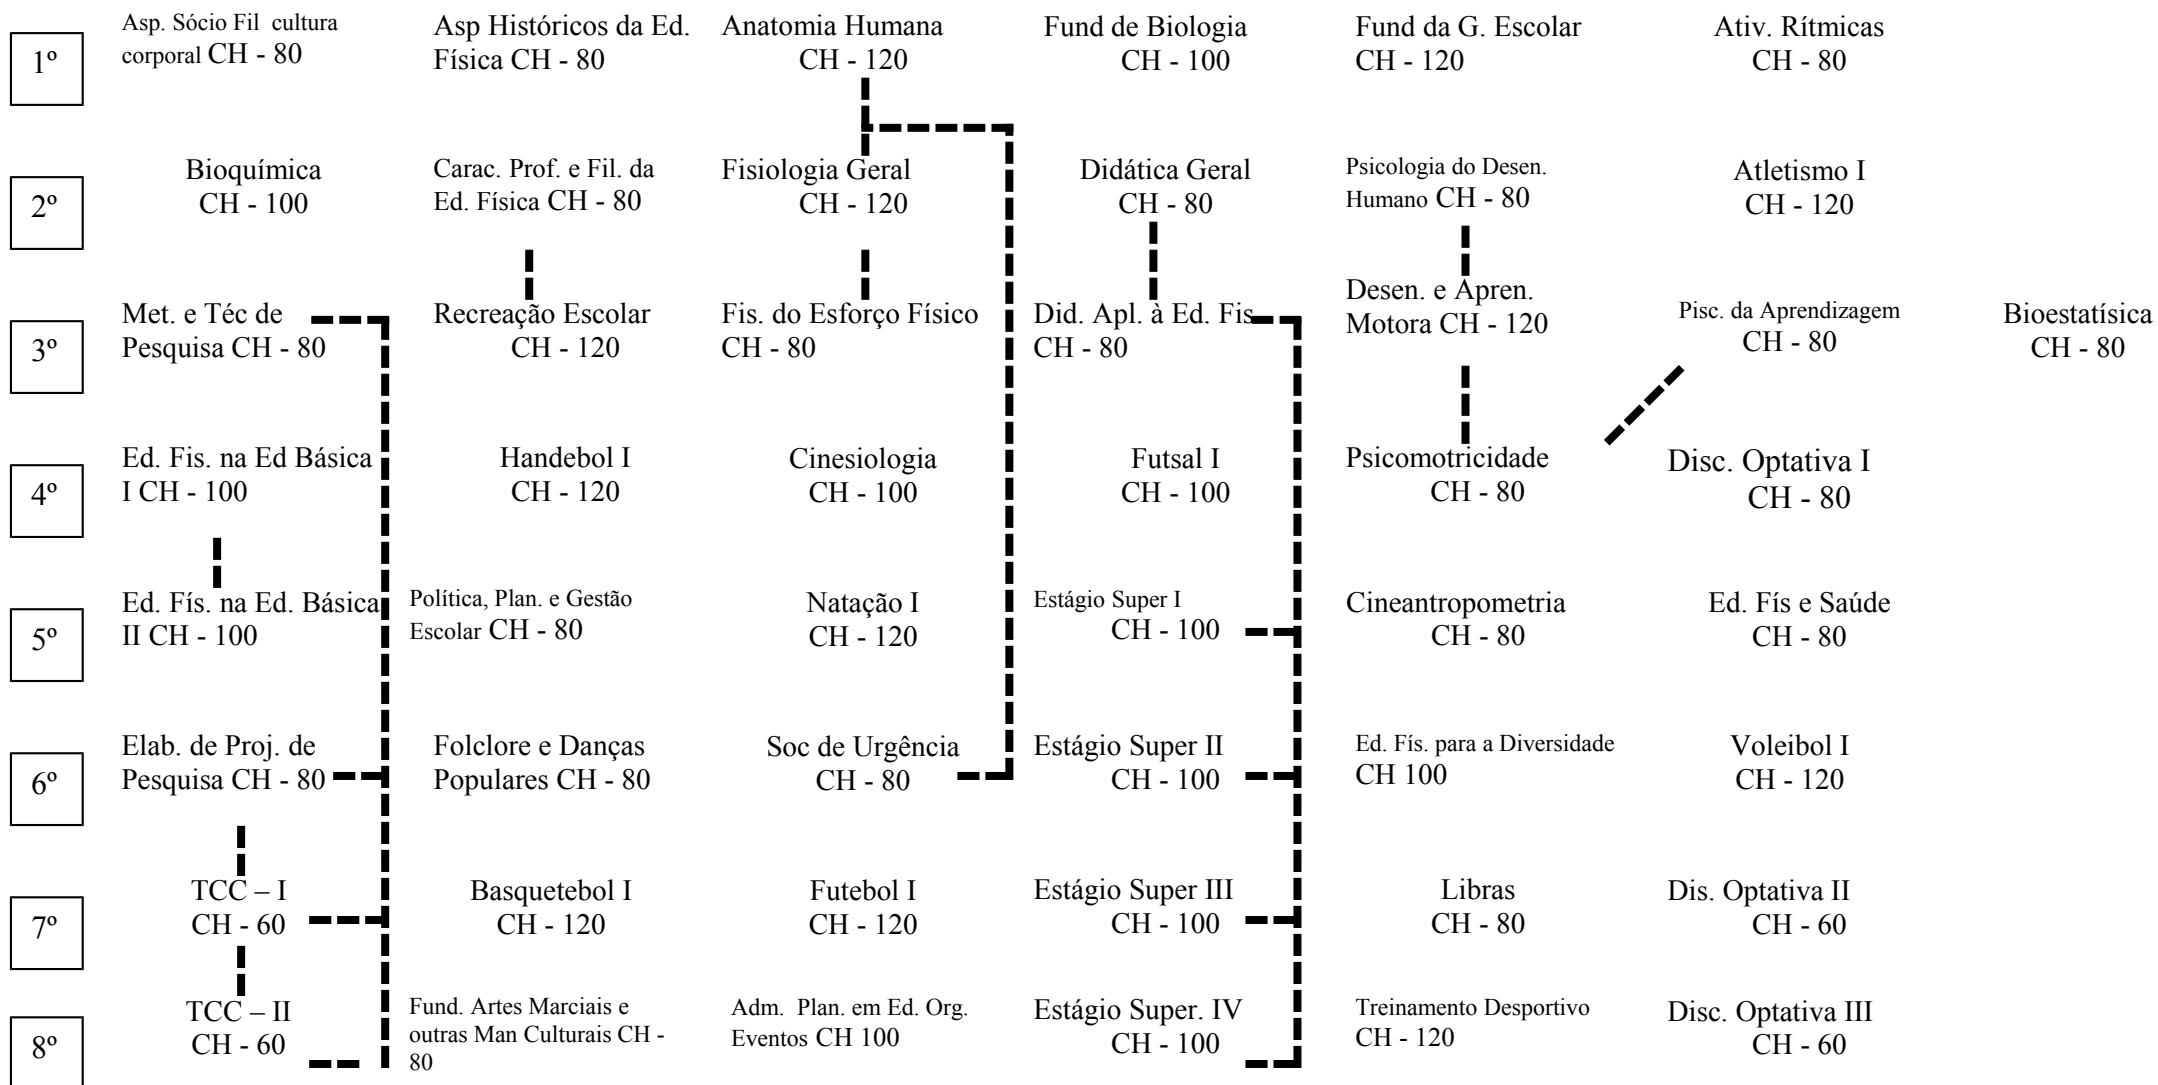 1º
Asp. Sócio Fil cultura
corporal CH - 80
Asp Históricos da Ed.
Física CH - 80
Anatomia Humana
CH - 120
Fund de Biologia
CH - 100
Fund da G. Escolar
CH - 120
Ativ. Rítmicas
CH - 80
2º
Bioquímica
CH - 100
Carac. Prof. e Fil. da
Ed. Física CH - 80
Fisiologia Geral
CH - 120
Didática Geral
CH - 80
Psicologia do Desen.
Humano CH - 80
Atletismo I
CH - 120
3º
Met. e Téc de
Pesquisa CH - 80
Recreação Escolar
CH - 120
Fis. do Esforço Físico
CH - 80
Did. Apl. à Ed. Fis
CH - 80
Desen. e Apren.
Motora CH - 120
Pisc. da Aprendizagem
CH - 80
Bioestatísica
CH - 80
4º
Ed. Fis. na Ed Básica
I CH - 100
Handebol I
CH - 120
Cinesiologia
CH - 100
Futsal I
CH - 100
Psicomotricidade
CH - 80
Disc. Optativa I
CH - 80
5º
Ed. Fís. na Ed. Básica
II CH - 100
Política, Plan. e Gestão
Escolar CH - 80
Natação I
CH - 120
Estágio Super I
CH - 100
Cineantropometria
CH - 80
Ed. Fís e Saúde
CH - 80
6º
Elab. de Proj. de
Pesquisa CH - 80
Folclore e Danças
Populares CH - 80
Soc de Urgência
CH - 80
Estágio Super II
CH - 100
Ed. Fís. para a Diversidade
CH 100
Voleibol I
CH - 120
7º
TCC – I
CH - 60
Basquetebol I
CH - 120
Futebol I
CH - 120
Estágio Super III
CH - 100
Libras
CH - 80
Dis. Optativa II
CH - 60
8º
TCC – II
CH - 60
Fund. Artes Marciais e
outras Man Culturais CH -
80
Adm. Plan. em Ed. Org.
Eventos CH 100
Estágio Super. IV
CH - 100
Treinamento Desportivo
CH - 120
Disc. Optativa III
CH - 60